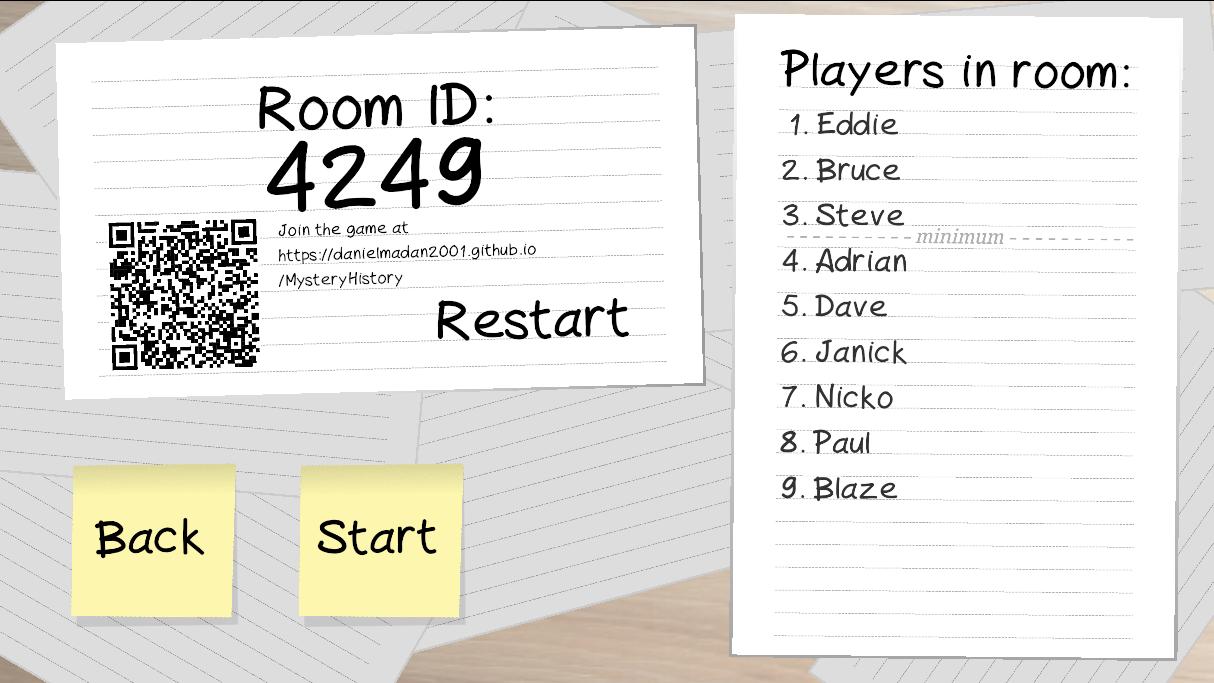 Room ID:
4249
Join the game at
https://danielmadan2001.github.io
/MysteryHistory
Restart
Back
Start
Players in room:
1. Eddie
2. Bruce
3. Steve
minimum
4. Adrian
5. Dave
6. Janick
7. Nicko
8. Paul
9. Blaze